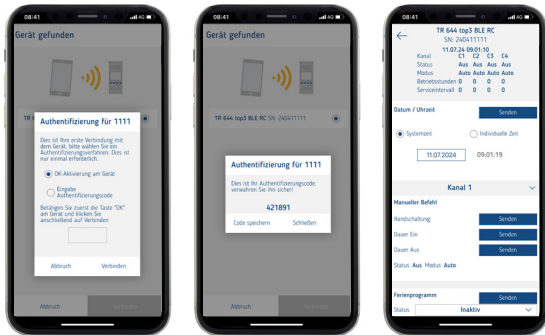 08:41
4G
Gerät gefunden
TR 6
Authentifizierung für 1111
Dies ist Ihre erste Verbindung mit
dem Gerät, bitte wählen Sie ein
Authentifizierungsverfahren. Dies ist
nur einmal erforderlich.
OK-Aktivierung am Gerät
Eingabe
Authentifizierungscode
Betätigen Sie zuerst die Taste "OK"
am Gerät und klicken Sie
anschließend auf Verbinden
Abbruch Verbinden
Abbruch Verbinden
08:41
4G
Gerät gefunden
TR 644 top3 BLE RC SN: 240411111
Authentifizierung für 1111
Dies ist Ihr Authentifizierungscode,
verwahren Sie ihn sicher!
421891
Code speichern Schließen
Abbruch Verbinden
08:41
4G
TR 644 top3 BLE RC
SN: 240411111
11.07.24 09:01:10
Kanal C1 C2 C3 C4
Status Aus Aus Aus Aus
Modus Auto Auto Auto Auto
Betriebsstunden 0 0 0 0
Serviceintervall 0 0 0 0
Datum / Uhrzeit Senden
Systemzeit Individuelle Zeit
11.07.2024 09:01:19
Kanal 1
Manueller Befehl
Handschaltung Senden
Dauer Ein Senden
Dauer Aus Senden
Status Aus Modus Auto
Ferienprogramm Senden
Status Inaktiv